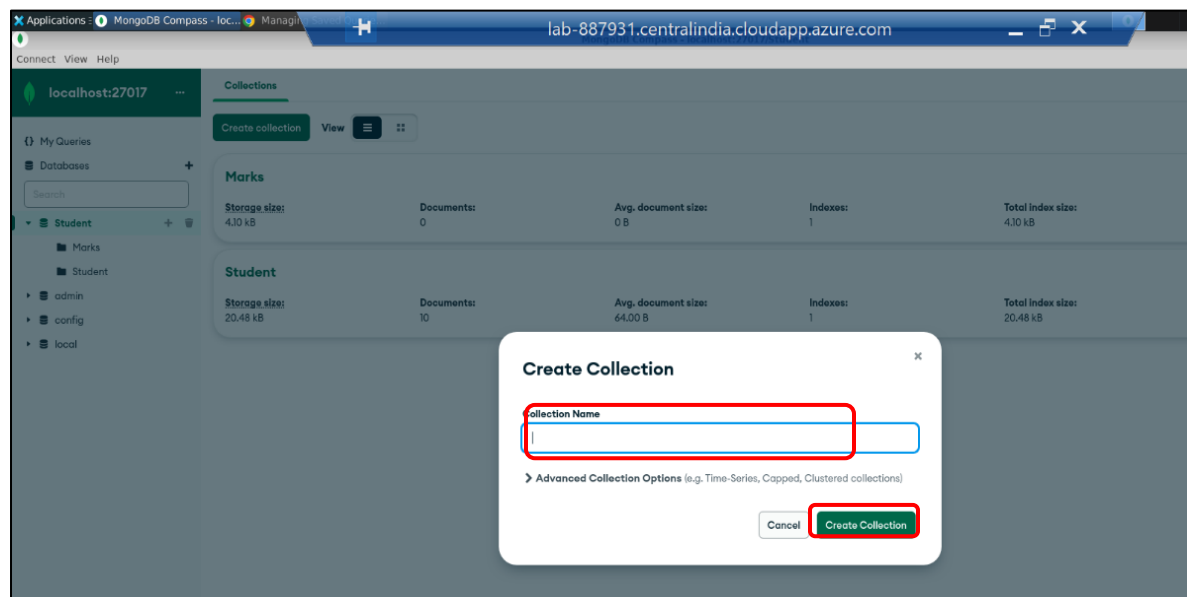 Applications
MongoDB Compass - loc...
Managin
lab-887931.centralindia.cloudapp.azure.com
Connect View Help
localhost:27017 ...
{} My Queries
Databases +
Search
Student +
Marks
Student
admin
config
local
Collections
Create collection View
Marks
Storage size: Documents: Avg. document size: Indexes: Total index size:
4.10 kB 0 0 B 1 4.10 kB
Student
Storage size: Documents: Avg. document size: Indexes: Total index size:
20.48 kB 10 64.00 B 1 20.48 kB
Create Collection
Collection Name
Advanced Collection Options (e.g. Time-Series, Capped, Clustered collections)
Cancel Create Collection